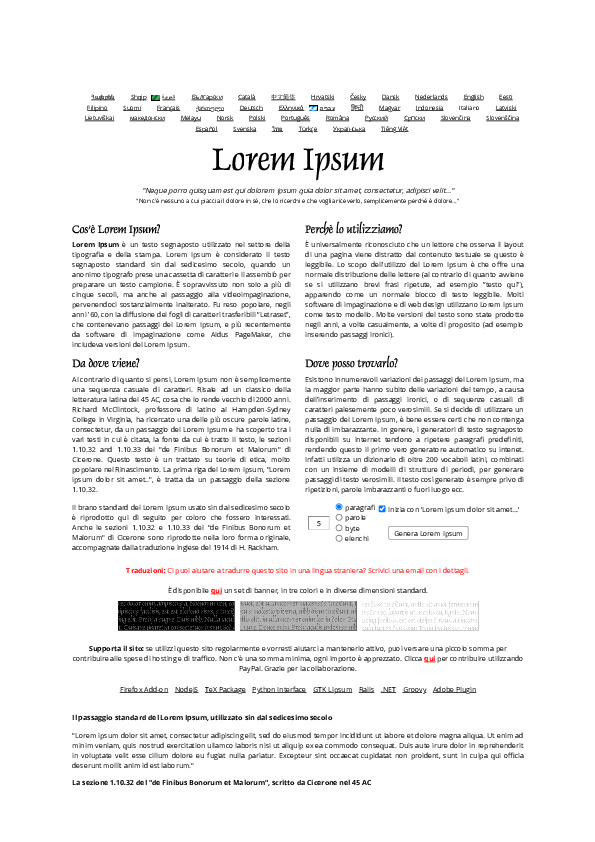 Հայերեն Shqip العربية Български Català 中文简体 Hrvatski Česky Dansk Nederlands English Eesti
Filipino Suomi Français ქართული Deutsch Ελληνικά עברית हिन्दी Magyar Indonesia Italiano Latviski
Lietuviškai македонски Melayu Norsk Polski Português Româna Pyccкий Српски Slovenčina Slovenščina
Español Svenska ไทย Türkçe Українська Tiếng Việt
Lorem Ipsum
"Neque porro quisquam est qui dolorem ipsum quia dolor sit amet, consectetur, adipisci velit..."
"Non c'è nessuno a cui piaccia il dolore in sè, che lo ricerchi e che voglia riceverlo, semplicemente perché è dolore..."
Cos'è Lorem Ipsum?
Lorem Ipsum è un testo segnaposto utilizzato nel settore della
tipografia e della stampa. Lorem Ipsum è considerato il testo
segnaposto standard sin dal sedicesimo secolo, quando un
anonimo tipografo prese una cassetta di caratteri e li assemblò per
preparare un testo campione. È sopravvissuto non solo a più di
cinque secoli, ma anche al passaggio alla videoimpaginazione,
pervenendoci sostanzialmente inalterato. Fu reso popolare, negli
anni '60, con la diffusione dei fogli di caratteri trasferibili "Letraset",
che contenevano passaggi del Lorem Ipsum, e più recentemente
da software di impaginazione come Aldus PageMaker, che
includeva versioni del Lorem Ipsum.
Perchè lo utilizziamo?
È universalmente riconosciuto che un lettore che osserva il layout
di una pagina viene distratto dal contenuto testuale se questo è
leggibile. Lo scopo dell'utilizzo del Lorem Ipsum è che offre una
normale distribuzione delle lettere (al contrario di quanto avviene
se si utilizzano brevi frasi ripetute, ad esempio "testo qui"),
apparendo come un normale blocco di testo leggibile. Molti
software di impaginazione e di web design utilizzano Lorem Ipsum
come testo modello. Molte versioni del testo sono state prodotte
negli anni, a volte casualmente, a volte di proposito (ad esempio
inserendo passaggi ironici).
Da dove viene?
Al contrario di quanto si pensi, Lorem Ipsum non è semplicemente
una sequenza casuale di caratteri. Risale ad un classico della
letteratura latina del 45 AC, cosa che lo rende vecchio di 2000 anni.
Richard McClintock, professore di latino al Hampden-Sydney
College in Virginia, ha ricercato una delle più oscure parole latine,
consectetur, da un passaggio del Lorem Ipsum e ha scoperto tra i
vari testi in cui è citata, la fonte da cui è tratto il testo, le sezioni
1.10.32 and 1.10.33 del "de Finibus Bonorum et Malorum" di
Cicerone. Questo testo è un trattato su teorie di etica, molto
popolare nel Rinascimento. La prima riga del Lorem Ipsum, "Lorem
ipsum dolor sit amet..", è tratta da un passaggio della sezione
1.10.32.
Il brano standard del Lorem Ipsum usato sin dal sedicesimo secolo
è riprodotto qui di seguito per coloro che fossero interessati.
Anche le sezioni 1.10.32 e 1.10.33 del "de Finibus Bonorum et
Malorum" di Cicerone sono riprodotte nella loro forma originale,
accompagnate dalla traduzione inglese del 1914 di H. Rackham.
Dove posso trovarlo?
Esistono innumerevoli variazioni dei passaggi del Lorem Ipsum, ma
la maggior parte hanno subito delle variazioni del tempo, a causa
dell'inserimento di passaggi ironici, o di sequenze casuali di
caratteri palesemente poco verosimili. Se si decide di utilizzare un
passaggio del Lorem Ipsum, è bene essere certi che non contenga
nulla di imbarazzante. In genere, i generatori di testo segnaposto
disponibili su internet tendono a ripetere paragrafi predefiniti,
rendendo questo il primo vero generatore automatico su intenet.
Infatti utilizza un dizionario di oltre 200 vocaboli latini, combinati
con un insieme di modelli di strutture di periodi, per generare
passaggi di testo verosimili. Il testo così generato è sempre privo di
ripetizioni, parole imbarazzanti o fuori luogo ecc.
5
paragrafi
parole
byte
elenchi
Inizia con 'Lorem ipsum dolor sit amet...'
Genera Lorem Ipsum
Traduzioni: Ci puoi aiutare a tradurre questo sito in una lingua straniera? Scrivici una email con i dettagli.
È disponibile qui un set di banner, in tre colori e in diverse dimensioni standard.
Supporta il sito: se utilizzi questo sito regolarmente e vorresti aiutarci a mantenerlo attivo, puoi versare una piccolo somma per
contribuire alle spese di hosting e di traffico. Non c'è una somma minima, ogni importo è apprezzato. Clicca qui per contribuire utilizzando
PayPal. Grazie per la collaborazione.
Firefox Add-on NodeJS TeX Package Python Interface GTK Lipsum Rails .NET Groovy Adobe Plugin
Il passaggio standard del Lorem Ipsum, utilizzato sin dal sedicesimo secolo
"Lorem ipsum dolor sit amet, consectetur adipiscing elit, sed do eiusmod tempor incididunt ut labore et dolore magna aliqua. Ut enim ad
minim veniam, quis nostrud exercitation ullamco laboris nisi ut aliquip ex ea commodo consequat. Duis aute irure dolor in reprehenderit
in voluptate velit esse cillum dolore eu fugiat nulla pariatur. Excepteur sint occaecat cupidatat non proident, sunt in culpa qui officia
deserunt mollit anim id est laborum."
La sezione 1.10.32 del "de Finibus Bonorum et Malorum", scritto da Cicerone nel 45 AC